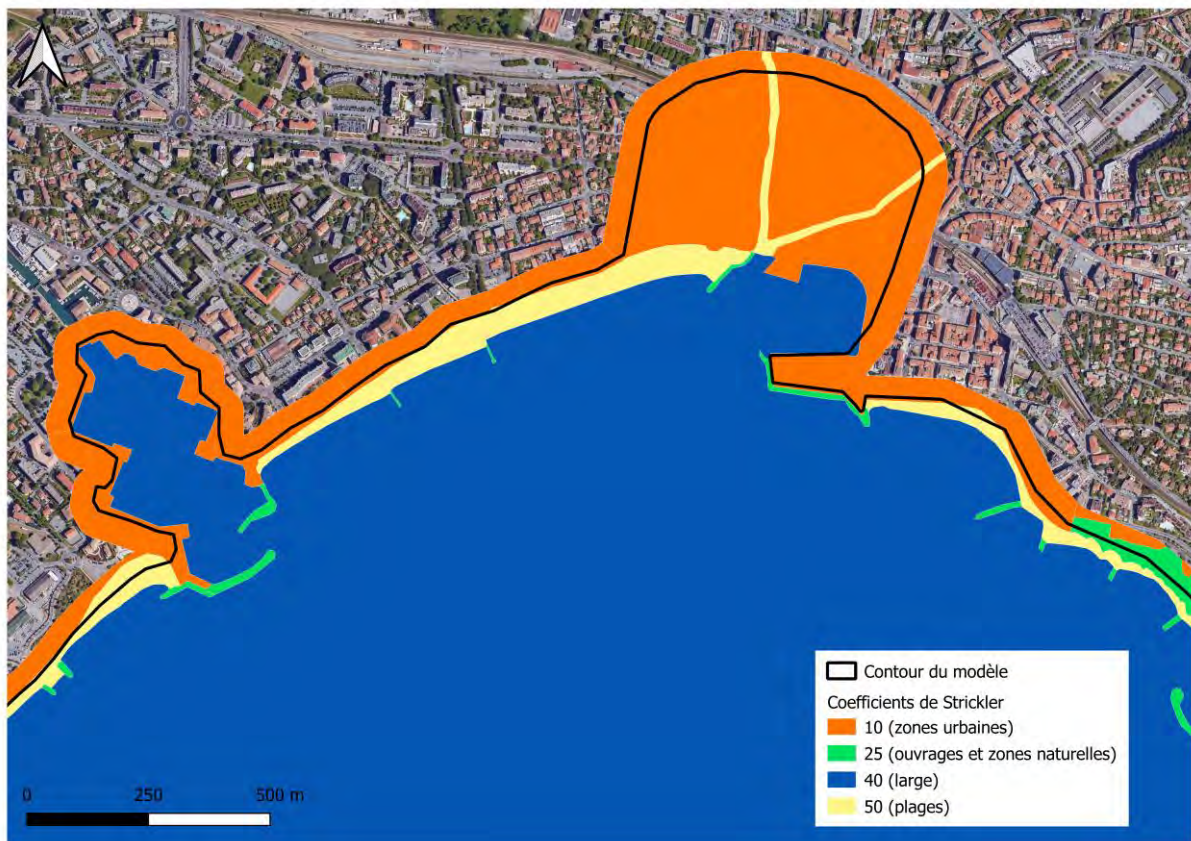 Contour du modèle
Coefficients de Strickler
10 (zones urbaines)
25 (ouvrages et zones naturelles)
40 (large)
50 (plages)
0 250 500 m